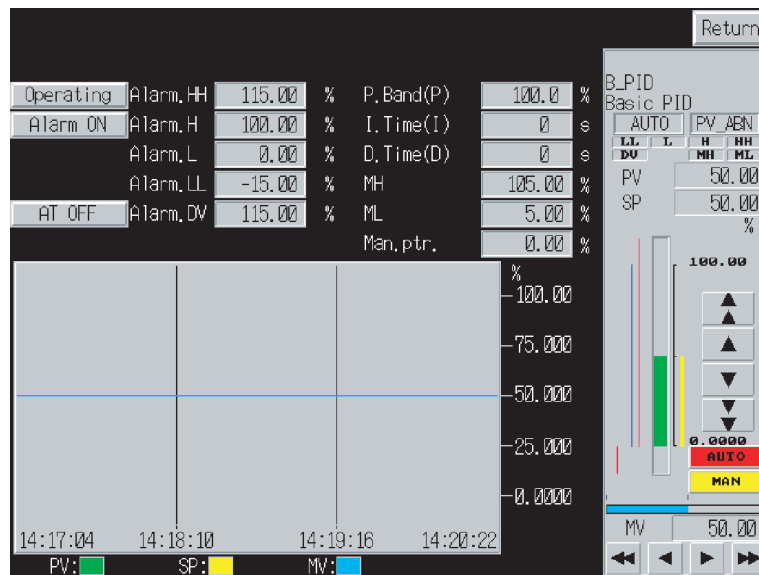 Return
Operating Alarm.HH 115.00 % P.Band(P) 100.0 %
Alarm ON Alarm.H 100.00 % I.Time(I) 0 s
Alarm.L 0.00 % D.Time(D) 0 s
Alarm.LL -15.00 % MH 105.00 %
AT OFF Alarm.DV 115.00 % ML 5.00 %
Man.ptr. 0.00 %
%
100.00
75.000
50.000
25.000
0.0000
14:17:04 14:18:10 14:19:16 14:20:22
PV: SP: MV:
B_PID
Basic PID
AUTO PV_ABN
LL L H HH
DV MH ML
PV 50.00
SP 50.00
%
100.00
0.0000
AUTO
MAN
MV 50.00